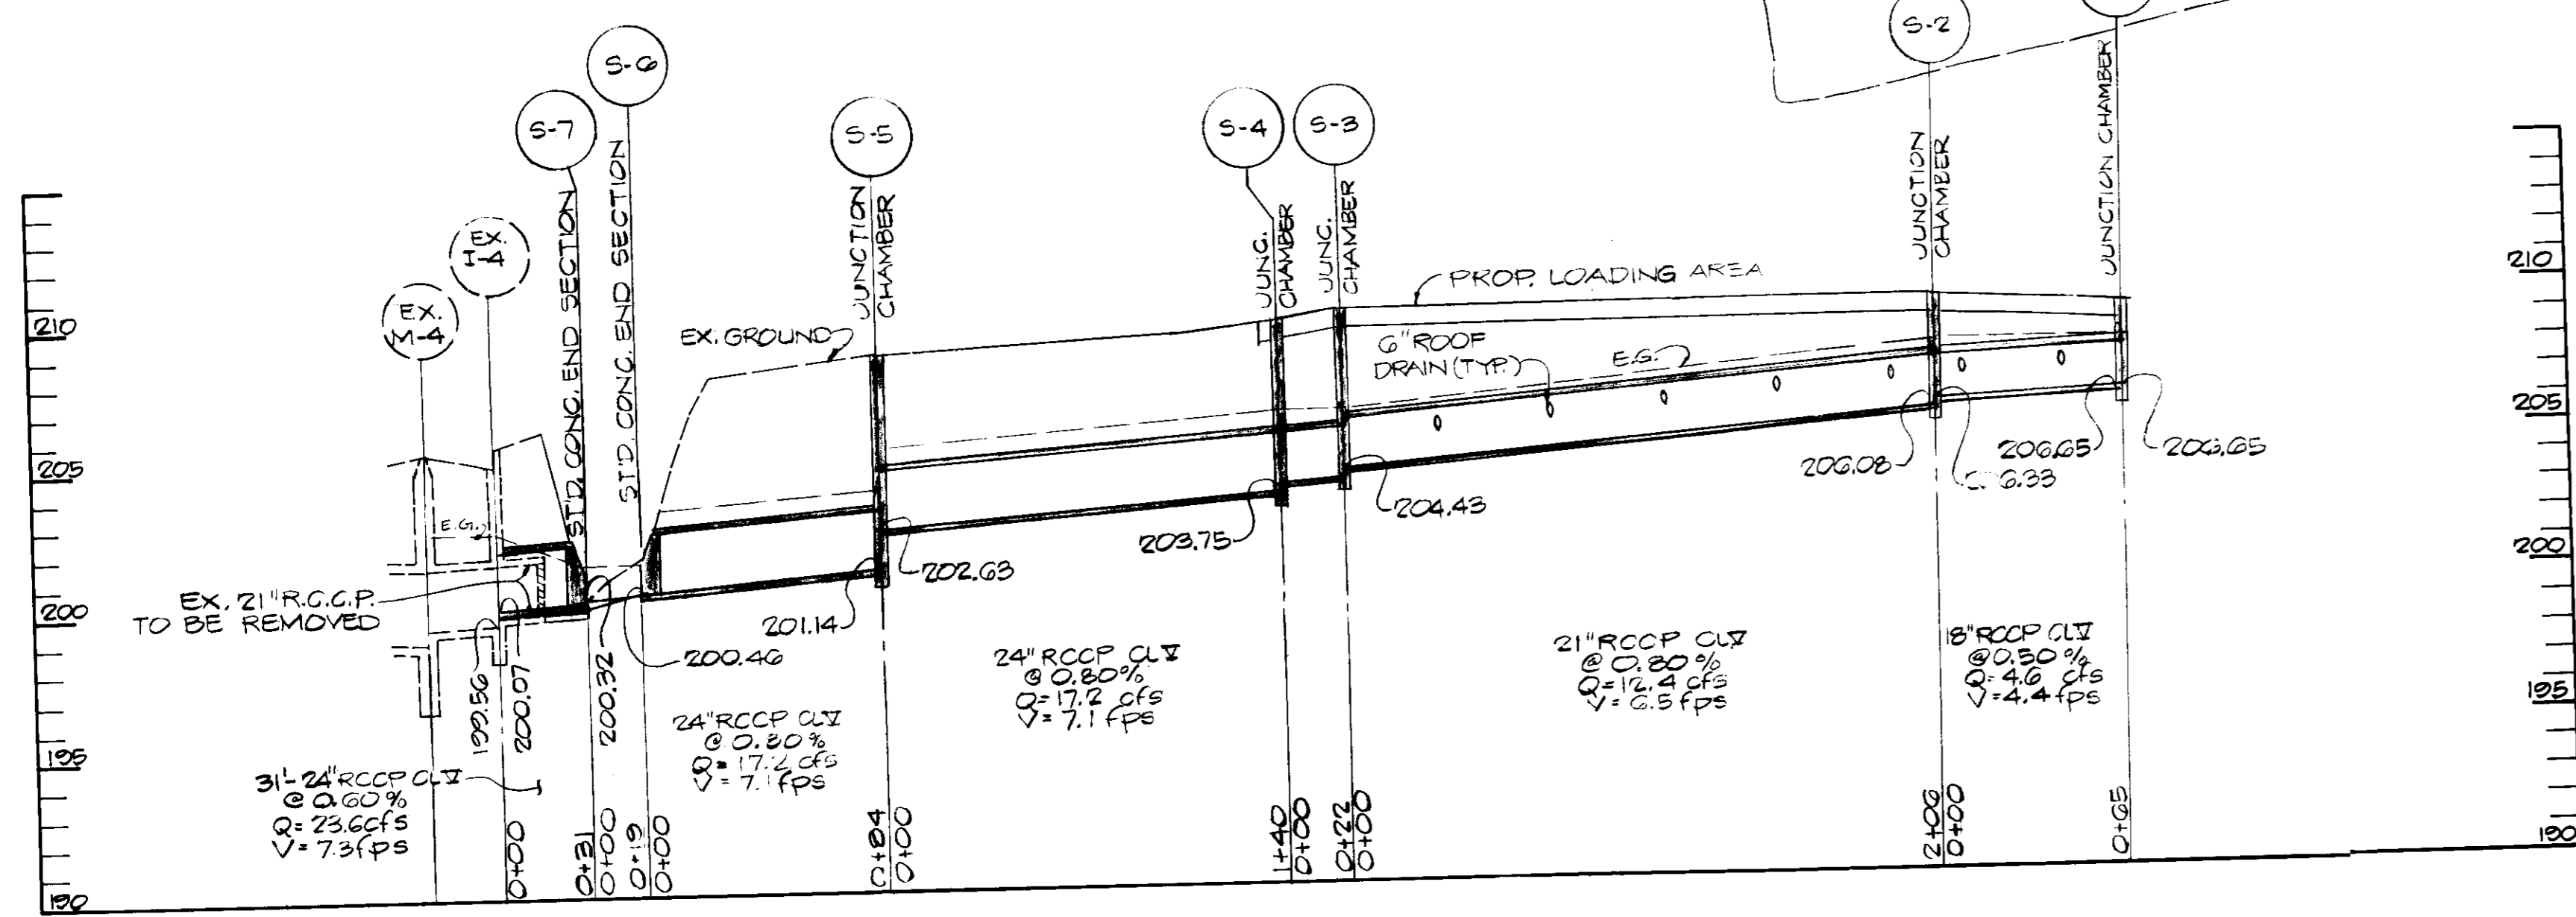 S-2
S-6
S-7
S-5
S-4
S-3
EX.
I-4
EX.
M-4
ST'D. CONC. END SECTION
ST'D. CONC. END SECTION
JUNCTION
CHAMBER
JUNC.
CHAMBER
JUNC.
CHAMBER
JUNCTION
CHAMBER
JUNCTION CHAMBER
210
205
200
195
190
210
205
200
195
190
EX. GROUND
PROP. LOADING AREA
6" ROOF
DRAIN (TYP.)
E.G.
E.G.
EX. 21" R.C.C.P.
TO BE REMOVED
199.56
200.07
200.32
200.46
201.14
202.63
203.75
204.43
206.08
206.65
206.65
31'-24" RCCP CL V
@ 0.60%
Q= 23.6cfs
V= 7.3fps
24" RCCP CL V
@ 0.80%
Q= 17.2 cfs
V= 7.1 fps
24" RCCP CL V
@ 0.80%
Q= 17.2 cfs
V= 7.1 fps
21" RCCP CL V
@ 0.80%
Q= 12.4 cfs
V= 6.5 fps
18" RCCP CL V
@ 0.50%
Q= 4.6 cfs
V= 4.4 fps
0+00
0+31
0+00
0+19
0+00
0+84
0+00
1+40
0+00
0+22
0+00
2+06
0+00
0+65